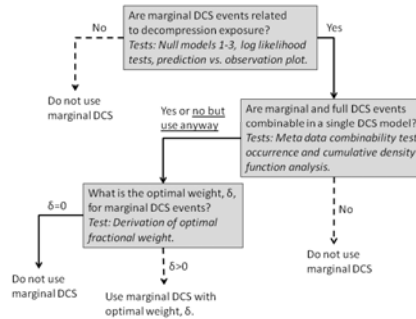 Are marginal DCS events related
to decompression exposure?
Tests: Null models 1-3, log likelihood
tests, prediction vs. observation plot.
No
Yes
Do not use
marginal DCS
Are marginal and full DCS events
combinable in a single DCS model?
Tests: Meta data combinability test,
occurrence and cumulative density
function analysis.
Yes or no but
use anyway
What is the optimal weight, δ,
for marginal DCS events?
Test: Derivation of optimal
fractional weight.
No
Do not use
marginal DCS
δ=0
δ>0
Do not use
marginal DCS
Use marginal DCS with
optimal weight, δ.